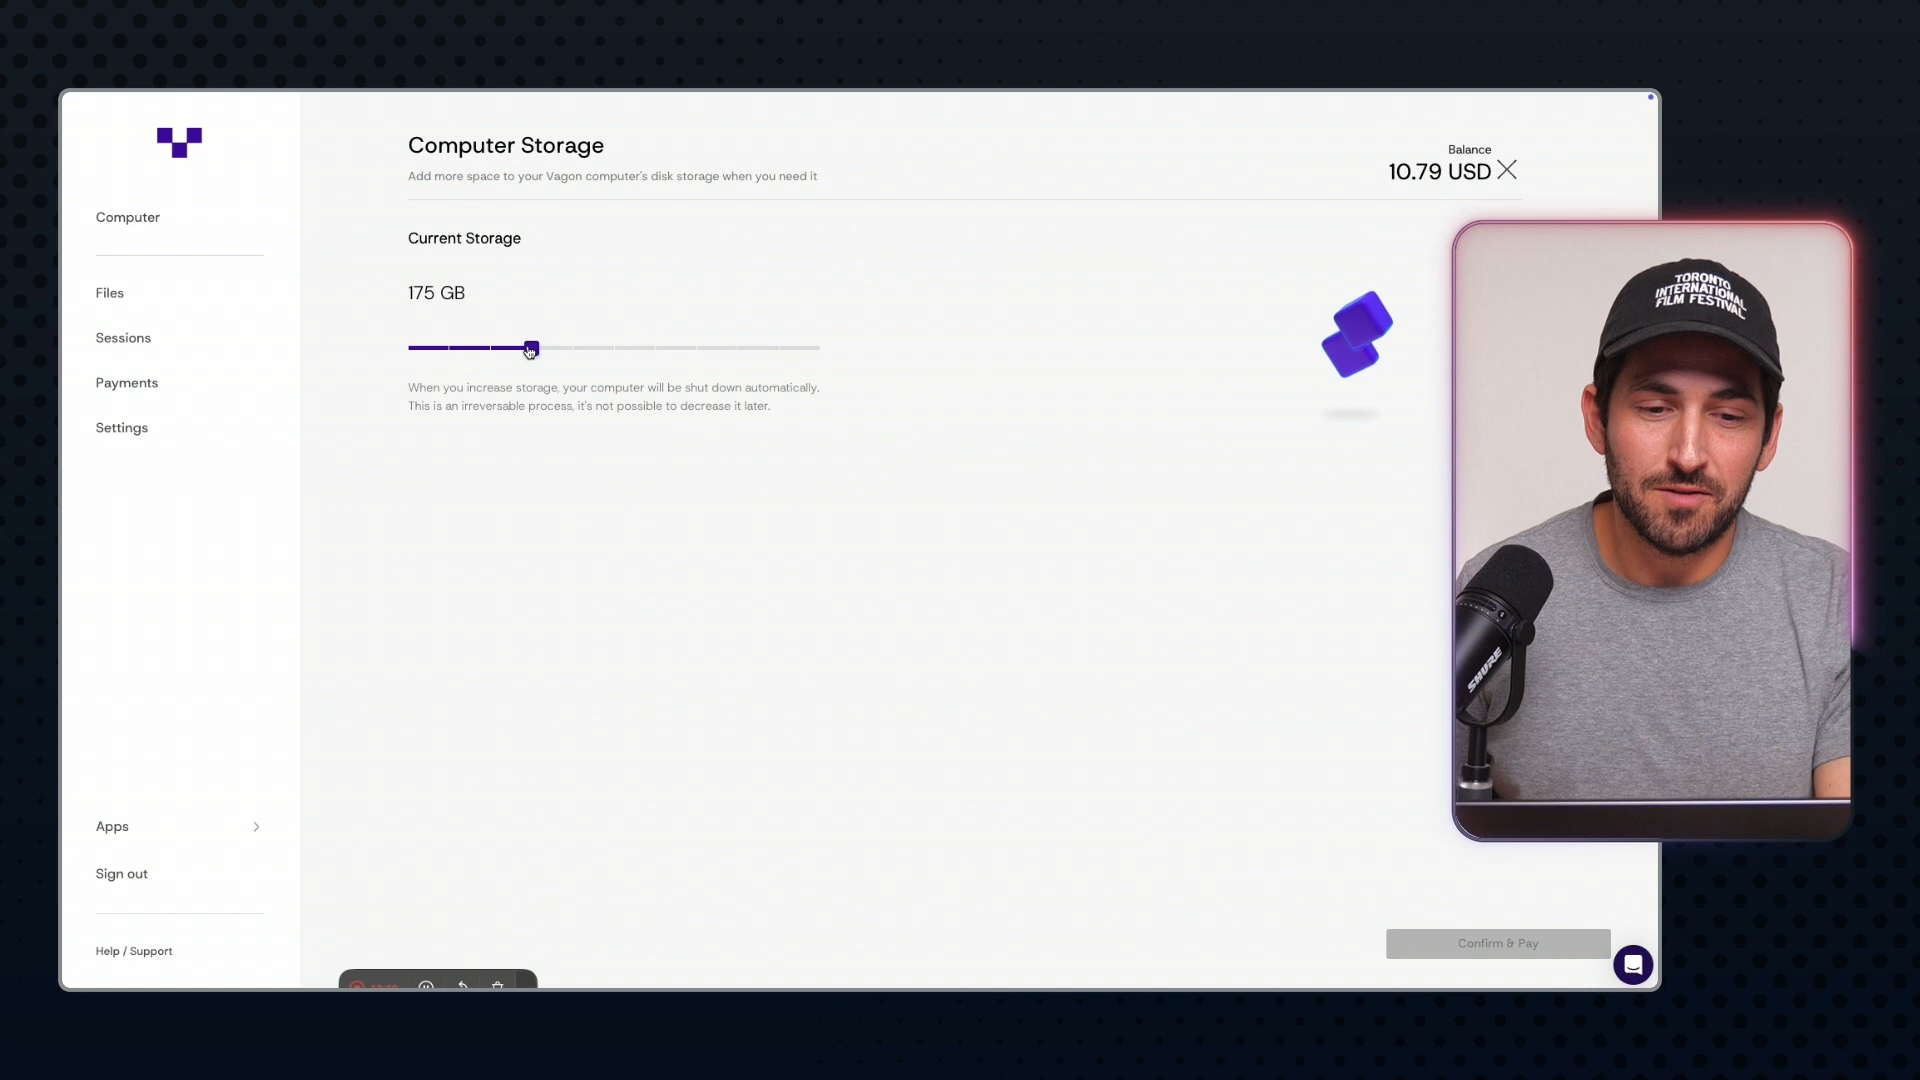 Computer Storage
Add more space to your Vagon computer's disk storage when you need it
Balance
10.79 USD
Computer
Files
Sessions
Payments
Settings
Current Storage
175 GB
When you increase storage, your computer will be shut down automatically.
This is an irreversable process, it's not possible to decrease it later.
TORONTO
INTERNATIONAL
FILM FESTIVAL
SHURE
Apps
Sign out
Help / Support
Confirm & Pay